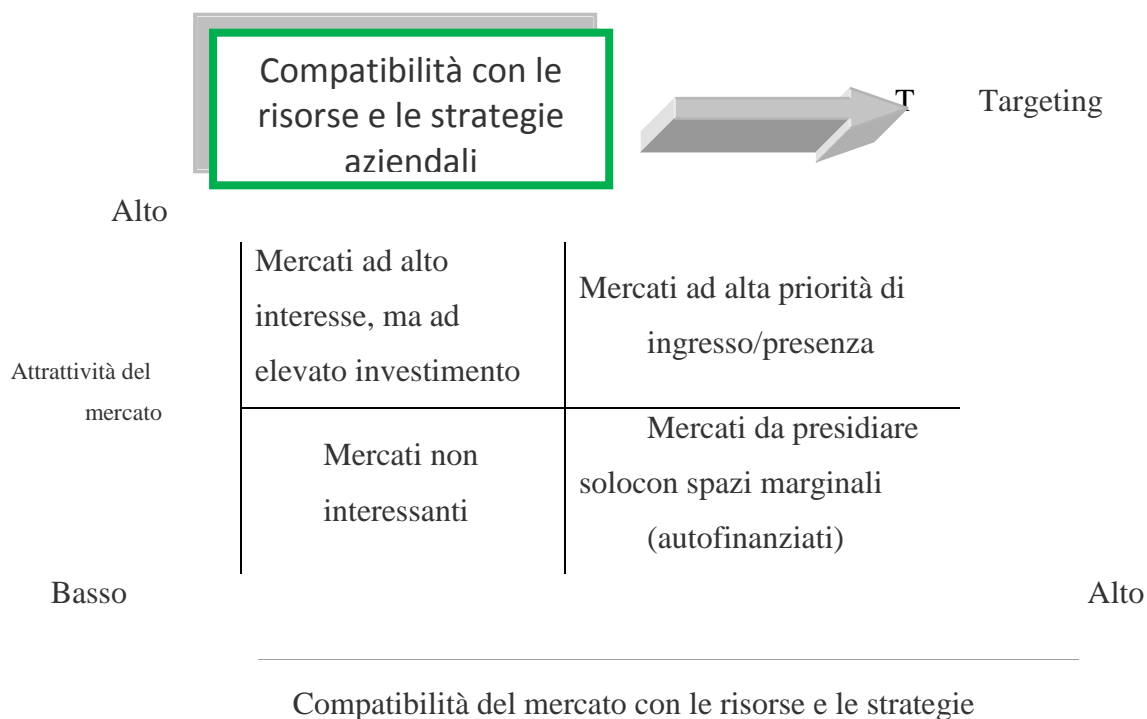 Compatibilità con le
risorse e le strategie
aziendali
T Targeting
Alto
Mercati ad alto
interesse, ma ad
elevato investimento
Mercati ad alta priorità di
ingresso/presenza
Attrattività del
mercato
Mercati non
interessanti
Mercati da presidiare
solocon spazi marginali
(autofinanziati)
Basso
Alto
Compatibilità del mercato con le risorse e le strategie